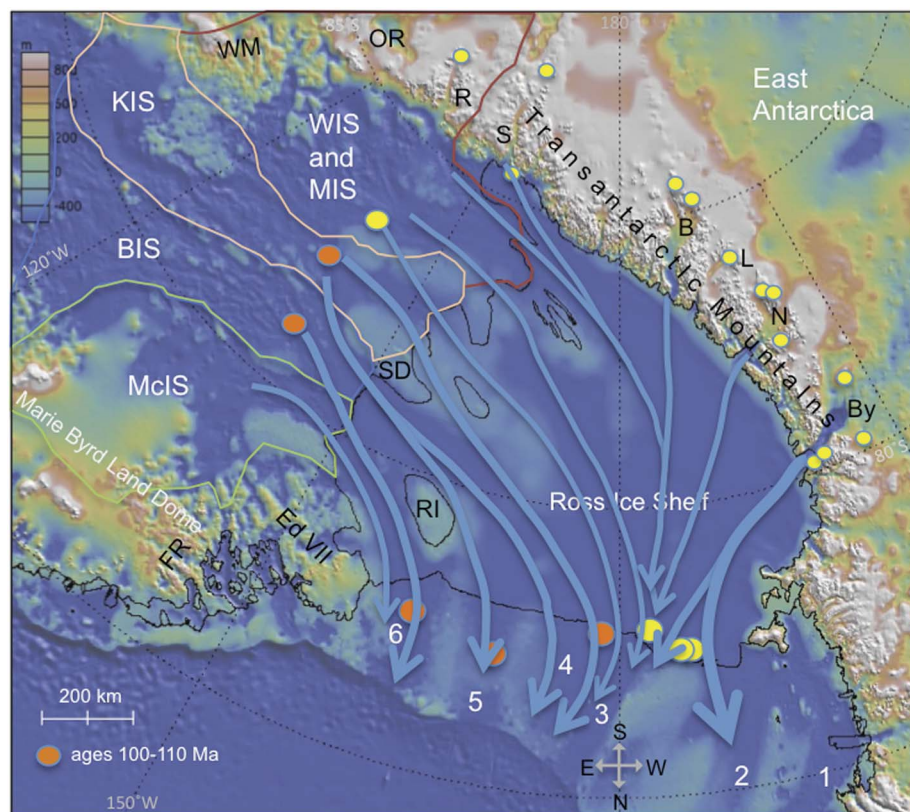 m
800
200
-400
WM
85°S
OR
180°
East
Antarctica
KIS
R
WIS
and
MIS
S
Transantarctic Mountains
BIS
120°W
B
L
N
SD
McIS
By
80 S
Marie Byrd Land Dome
Ross Ice Shelf
RI
Ed VII
FR
6
4
5
3
200 km
S
E W
N
2
1
ages 100-110 Ma
150°W